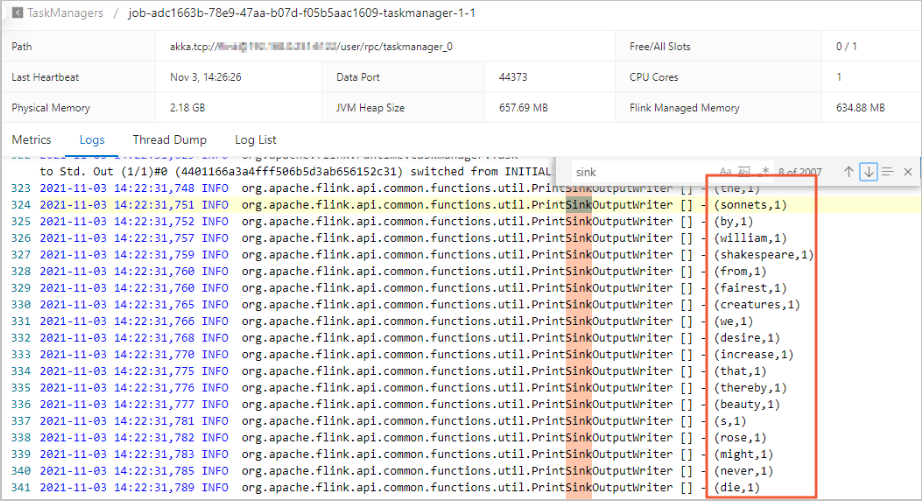 TaskManagers / job-adc1663b-78e9-47aa-b07d-f05b5aac1609-taskmanager-1-1
Path akka.tcp:// /user/rpc/taskmanager_0 Free/All Slots 0 / 1
Last Heartbeat Nov 3, 14:26:26 Data Port 44373 CPU Cores 1
Physical Memory 2.18 GB JVM Heap Size 657.69 MB Flink Managed Memory 634.88 MB
Metrics Logs Thread Dump Log List
sink Aa Ab .* 8 of 2007
to Std. Out (1/1)#0 (4401166a3a4fff506b5d3ab656152c31) switched from INITIAL
323 2021-11-03 14:22:31,748 INFO org.apache.flink.api.common.functions.util.PrintSinkOutputWriter [] - (the,1)
324 2021-11-03 14:22:31,751 INFO org.apache.flink.api.common.functions.util.PrintSinkOutputWriter [] - (sonnets,1)
325 2021-11-03 14:22:31,752 INFO org.apache.flink.api.common.functions.util.PrintSinkOutputWriter [] - (by,1)
326 2021-11-03 14:22:31,757 INFO org.apache.flink.api.common.functions.util.PrintSinkOutputWriter [] - (william,1)
327 2021-11-03 14:22:31,759 INFO org.apache.flink.api.common.functions.util.PrintSinkOutputWriter [] - (shakespeare,1)
328 2021-11-03 14:22:31,760 INFO org.apache.flink.api.common.functions.util.PrintSinkOutputWriter [] - (from,1)
329 2021-11-03 14:22:31,760 INFO org.apache.flink.api.common.functions.util.PrintSinkOutputWriter [] - (fairest,1)
330 2021-11-03 14:22:31,765 INFO org.apache.flink.api.common.functions.util.PrintSinkOutputWriter [] - (creatures,1)
331 2021-11-03 14:22:31,766 INFO org.apache.flink.api.common.functions.util.PrintSinkOutputWriter [] - (we,1)
332 2021-11-03 14:22:31,768 INFO org.apache.flink.api.common.functions.util.PrintSinkOutputWriter [] - (desire,1)
333 2021-11-03 14:22:31,770 INFO org.apache.flink.api.common.functions.util.PrintSinkOutputWriter [] - (increase,1)
334 2021-11-03 14:22:31,775 INFO org.apache.flink.api.common.functions.util.PrintSinkOutputWriter [] - (that,1)
335 2021-11-03 14:22:31,776 INFO org.apache.flink.api.common.functions.util.PrintSinkOutputWriter [] - (thereby,1)
336 2021-11-03 14:22:31,777 INFO org.apache.flink.api.common.functions.util.PrintSinkOutputWriter [] - (beauty,1)
337 2021-11-03 14:22:31,781 INFO org.apache.flink.api.common.functions.util.PrintSinkOutputWriter [] - (s,1)
338 2021-11-03 14:22:31,782 INFO org.apache.flink.api.common.functions.util.PrintSinkOutputWriter [] - (rose,1)
339 2021-11-03 14:22:31,783 INFO org.apache.flink.api.common.functions.util.PrintSinkOutputWriter [] - (might,1)
340 2021-11-03 14:22:31,785 INFO org.apache.flink.api.common.functions.util.PrintSinkOutputWriter [] - (never,1)
341 2021-11-03 14:22:31,789 INFO org.apache.flink.api.common.functions.util.PrintSinkOutputWriter [] - (die,1)